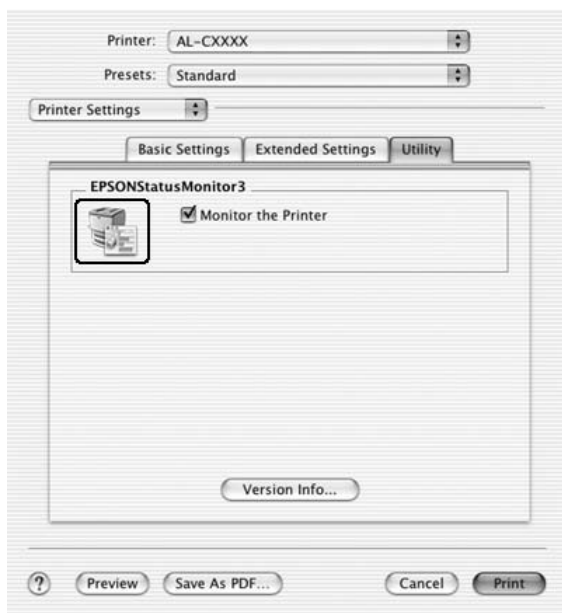 Printer: AL-CXXXX
Presets: Standard
Printer Settings
Basic Settings Extended Settings Utility
EPSONStatusMonitor3
Monitor the Printer
Version Info...
? Preview Save As PDF... Cancel Print